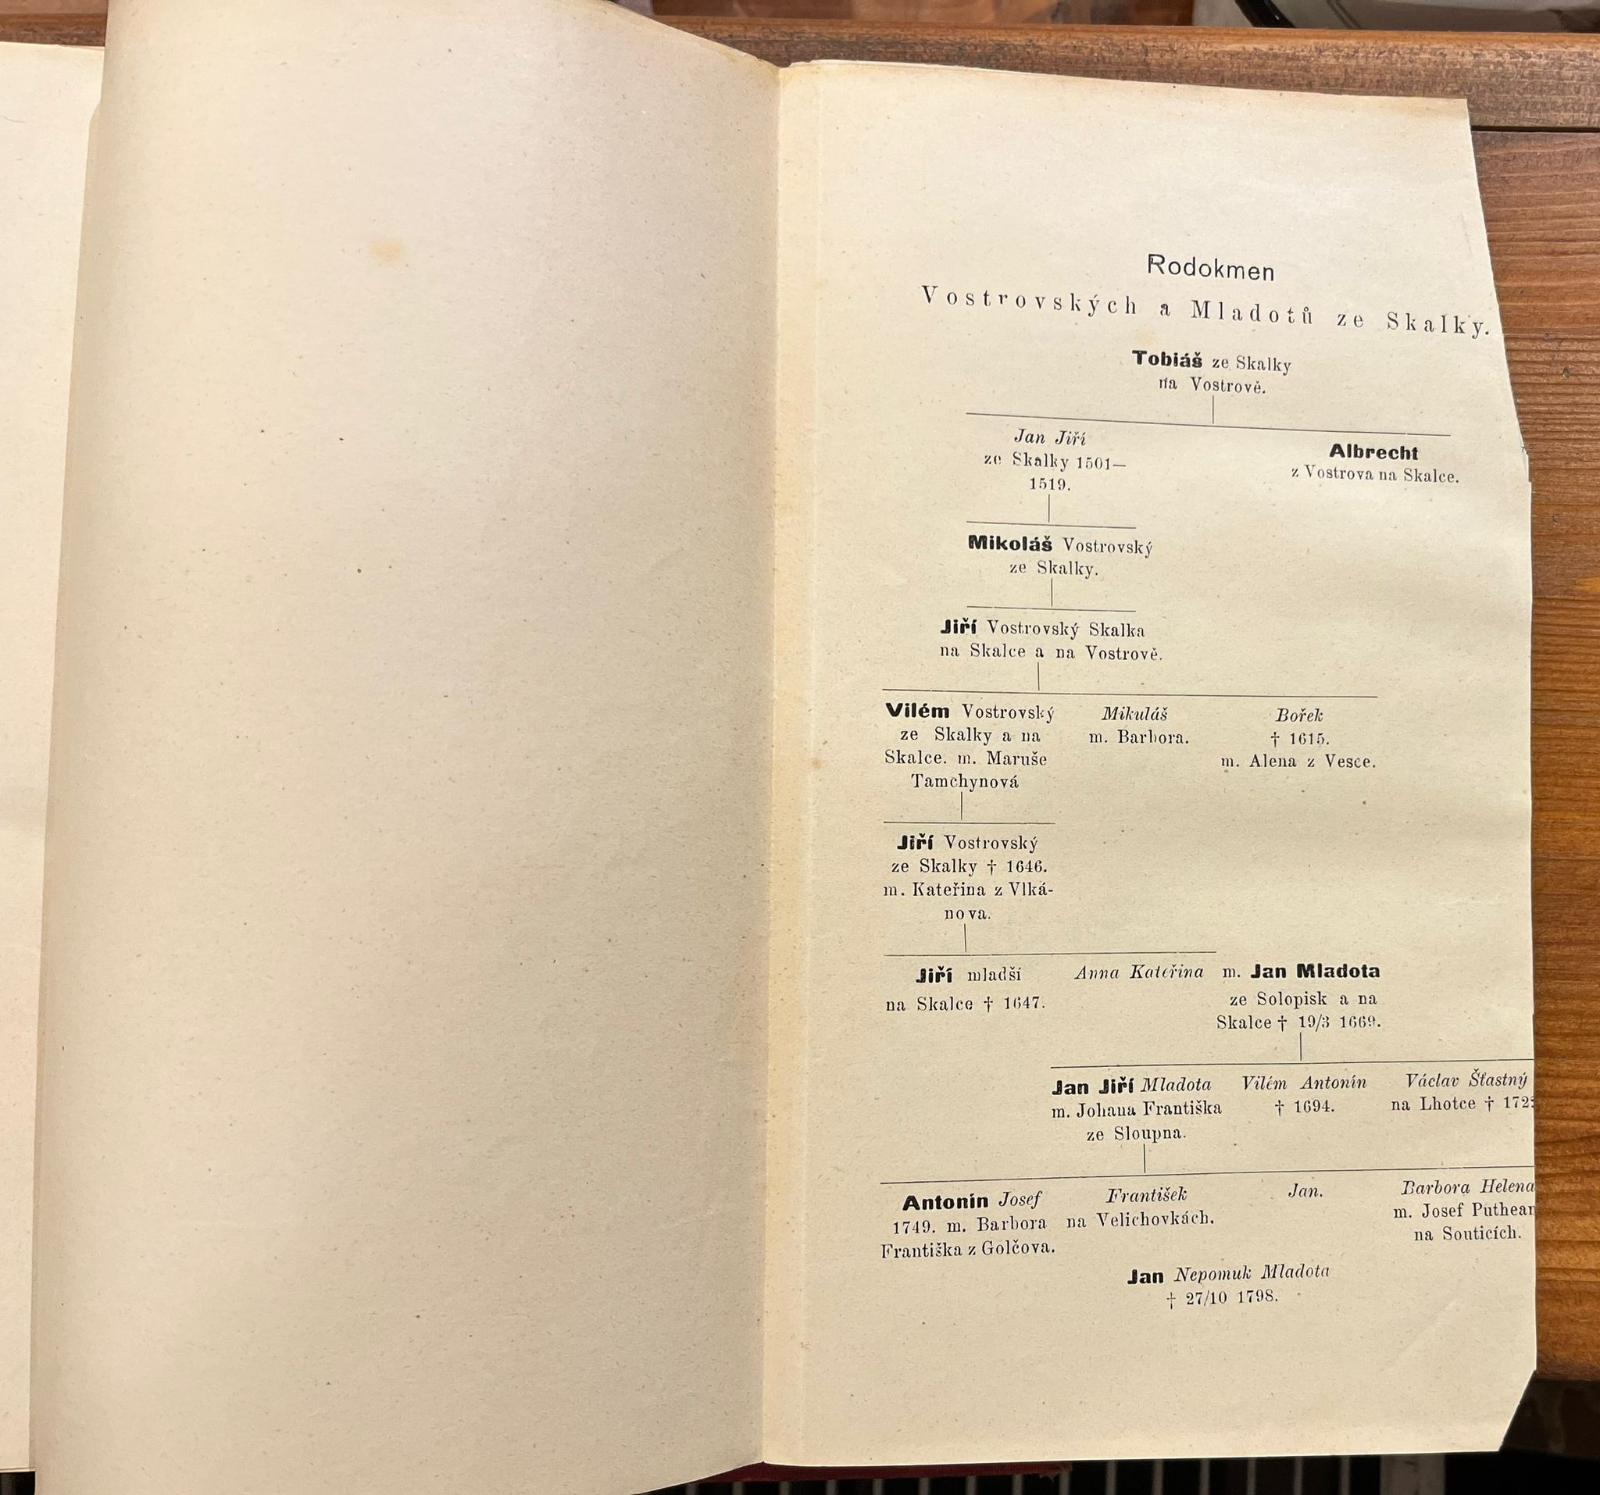 Rodokmen
Vostrovských a Mladotů ze Skalky.
Tobiáš ze Skalky
na Vostrově.
Jan Jiří
ze Skalky 1501—
1519.
Albrecht
z Vostrova na Skalce.
Mikoláš Vostrovský
ze Skalky.
Jiří Vostrovský Skalka
na Skalce a na Vostrově.
Vilém Vostrovský
ze Skalky a na
Skalce. m. Maruše
Tamchynová
Mikuláš
m. Barbora.
Bořek
† 1615.
m. Alena z Vesce.
Jiří Vostrovský
ze Skalky † 1646.
m. Kateřina z Vlká-
nova.
Jiří mladší
na Skalce † 1647.
Anna Kateřina m. Jan Mladota
ze Solopisk a na
Skalce † 19/3 1669.
Jan Jiří Mladota
m. Johana Františka
ze Sloupna.
Vilém Antonín
† 1694.
Václav Šťastný
na Lhotce †
Antonín Josef
1749. m. Barbora
Františka z Golčova.
František
na Velichovkách.
Jan.
Barbora Helena
m. Josef
na Souticích.
Jan Nepomuk Mladota
† 27/10 1798.